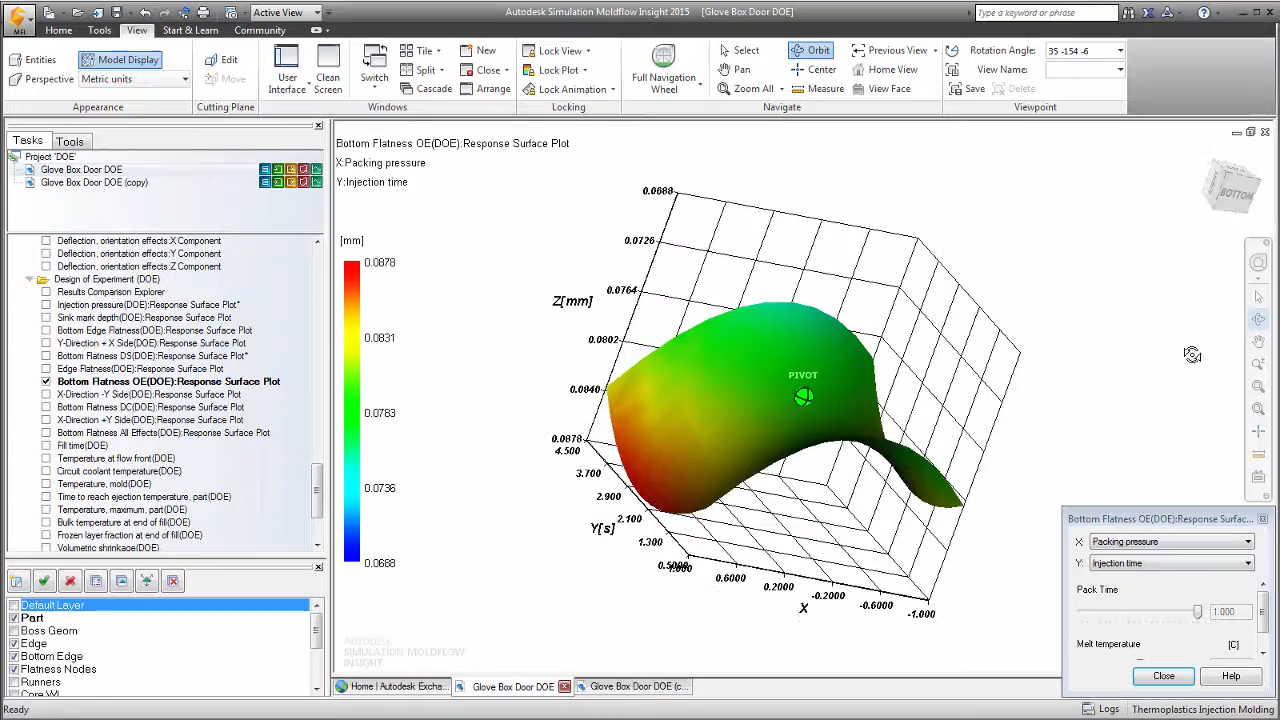 Active View
Autodesk Simulation Moldflow Insight 2015 [Glove Box Door DOE]
Type a keyword or phrase
MFI
Home Tools View Start & Learn Community
Entities Model Display
Perspective Metric units
Appearance
Edit
Move
Cutting Plane
User Interface
Clean Screen
Switch
Tile
Split
Cascade
New
Close
Arrange
Windows
Lock View
Lock Plot
Lock Animation
Locking
Full Navigation Wheel
Select Orbit Previous View
Pan Center Home View
Zoom All Measure View Face
Navigate
Rotation Angle: 35 -154 -6
View Name:
Save Delete
Viewpoint
Tasks Tools
Project 'DOE'
Glove Box Door DOE
Glove Box Door DOE (copy)
Deflection, orientation effects:X Component
Deflection, orientation effects:Y Component
Deflection, orientation effects:Z Component
Design of Experiment (DOE)
Results Comparison Explorer
Injection pressure(DOE):Response Surface Plot*
Sink mark depth(DOE):Response Surface Plot
Bottom Edge Flatness(DOE):Response Surface Plot
Y-Direction + X Side(DOE):Response Surface Plot
Bottom Flatness DS(DOE):Response Surface Plot*
Edge Flatness(DOE):Response Surface Plot
Bottom Flatness OE(DOE):Response Surface Plot
X-Direction -Y Side(DOE):Response Surface Plot
Bottom Flatness DC(DOE):Response Surface Plot
X-Direction +Y Side(DOE):Response Surface Plot
Bottom Flatness All Effects(DOE):Response Surface Plot
Fill time(DOE)
Temperature at flow front(DOE)
Circuit coolant temperature(DOE)
Temperature, mold(DOE)
Time to reach ejection temperature, part(DOE)
Temperature, maximum, part(DOE)
Bulk temperature at end of fill(DOE)
Frozen layer fraction at end of fill(DOE)
Volumetric shrinkage(DOE)
Default Layer
Part
Boss Geom
Edge
Bottom Edge
Flatness Nodes
Runners
Bottom Flatness OE(DOE):Response Surface Plot
X:Packing pressure
Y:Injection time
[mm]
0.0878
0.0831
0.0783
0.0736
0.0688
0.0688
0.0726
0.0764
Z[mm]
0.0802
0.0840
0.0878
4.500
3.700
2.900
2.100
Y[s]
1.300
0.5000
1.000
0.6000
0.2000
-0.2000
-0.6000
-1.000
X
PIVOT
BOTTOM
AUTODESK
SIMULATION MOLDFLOW
INSIGHT
Bottom Flatness OE(DOE):Response Surfac...
X: Packing pressure
Y: Injection time
Pack Time
1.000
Melt temperature [C]
Close Help
Home | Autodesk Excha... Glove Box Door DOE Glove Box Door DOE (c...
Ready Logs Thermoplastics Injection Molding